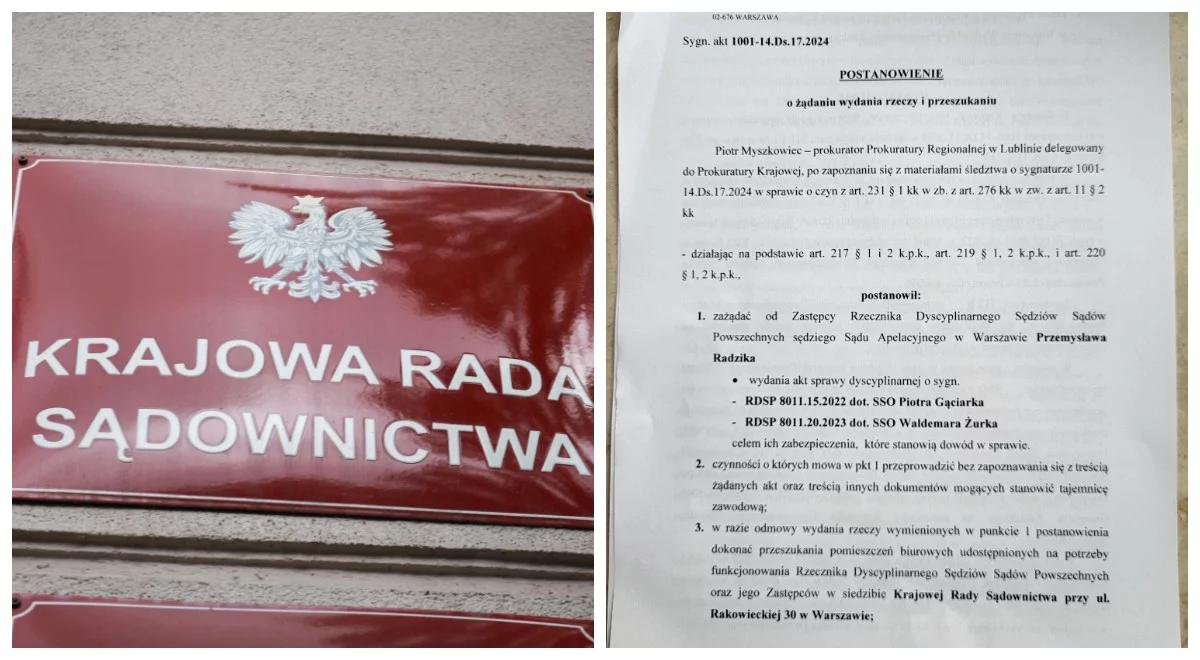 KRAJOWA RADA
SĄDOWNICTWA
02-676 WARSZAWA
Sygn. akt 1001-14.Ds.17.2024
POSTANOWIENIE
o żądaniu wydania rzeczy i przeszukaniu
Piotr Myszkowiec – prokurator Prokuratury Regionalnej w Lublinie delegowany
do Prokuratury Krajowej, po zapoznaniu się z materiałami śledztwa o sygnaturze 1001-
14.Ds.17.2024 w sprawie o czyn z art. 231 § 1 kk w zb. z art. 276 kk w zw. z art. 11 § 2
kk
- działając na podstawie art. 217 § 1 i 2 k.p.k., art. 219 § 1, 2 k.p.k., i art. 220
§ 1, 2 k.p.k.,
postanowił:
1. zażądać od Zastępcy Rzecznika Dyscyplinarnego Sędziów Sądów
Powszechnych sędziego Sądu Apelacyjnego w Warszawie Przemysława
Radzika
• wydania akt sprawy dyscyplinarnej o sygn.
- RDSP 8011.15.2022 dot. SSO Piotra Gąciarka
- RDSP 8011.20.2023 dot. SSO Waldemara Żurka
celem ich zabezpieczenia, które stanowią dowód w sprawie.
2. czynności o których mowa w pkt 1 przeprowadzić bez zapoznawania się z treścią
żądanych akt oraz treścią innych dokumentów mogących stanowić tajemnicę
zawodową;
3. w razie odmowy wydania rzeczy wymienionych w punkcie 1 postanowienia
dokonać przeszukania pomieszczeń biurowych udostępnionych na potrzeby
funkcjonowania Rzecznika Dyscyplinarnego Sędziów Sądów Powszechnych
oraz jego Zastępców w siedzibie Krajowej Rady Sądownictwa przy ul.
Rakowieckiej 30 w Warszawie;